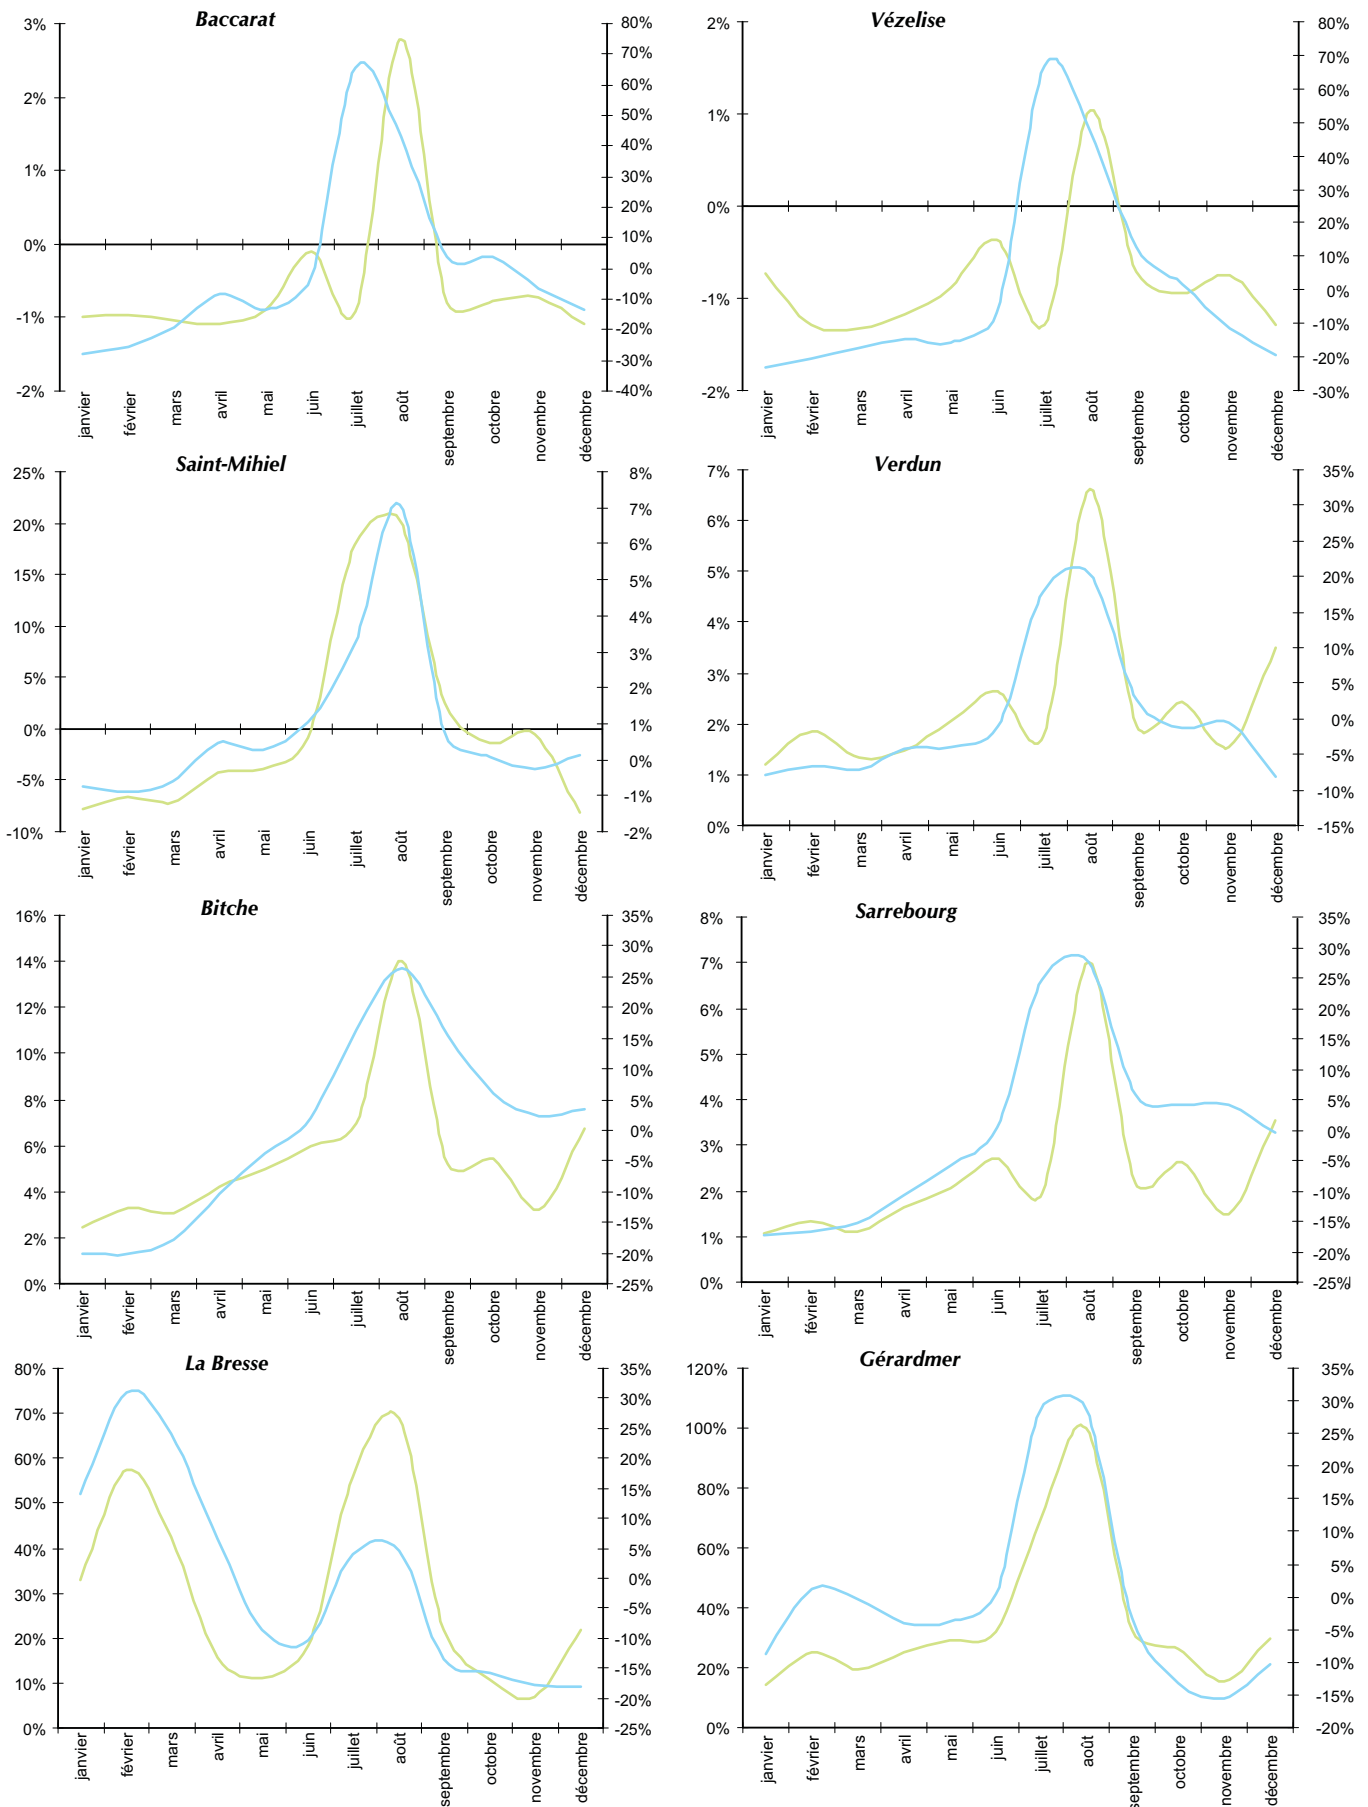 Baccarat
3%
2%
1%
0%
-1%
-2%
80%
70%
60%
50%
40%
30%
20%
10%
0%
-10%
-20%
-30%
-40%
janvier
février
mars
avril
mai
juin
juillet
août
septembre
octobre
novembre
décembre
Vézelise
2%
1%
0%
-1%
-2%
80%
70%
60%
50%
40%
30%
20%
10%
0%
-10%
-20%
-30%
janvier
février
mars
avril
mai
juin
juillet
août
septembre
octobre
novembre
décembre
Saint-Mihiel
25%
20%
15%
10%
5%
0%
-5%
-10%
8%
7%
6%
5%
4%
3%
2%
1%
0%
-1%
-2%
janvier
février
mars
avril
mai
juin
juillet
août
septembre
octobre
novembre
décembre
Verdun
7%
6%
5%
4%
3%
2%
1%
0%
35%
30%
25%
20%
15%
10%
5%
0%
-5%
-10%
-15%
janvier
février
mars
avril
mai
juin
juillet
août
septembre
octobre
novembre
décembre
Bitche
16%
14%
12%
10%
8%
6%
4%
2%
0%
35%
30%
25%
20%
15%
10%
5%
0%
-5%
-10%
-15%
-20%
-25%
janvier
février
mars
avril
mai
juin
juillet
août
septembre
octobre
novembre
décembre
Sarrebourg
8%
7%
6%
5%
4%
3%
2%
1%
0%
35%
30%
25%
20%
15%
10%
5%
0%
-5%
-10%
-15%
-20%
-25%
janvier
février
mars
avril
mai
juin
juillet
août
septembre
octobre
novembre
décembre
La Bresse
80%
70%
60%
50%
40%
30%
20%
10%
0%
35%
30%
25%
20%
15%
10%
5%
0%
-5%
-10%
-15%
-20%
-25%
janvier
février
mars
avril
mai
juin
juillet
août
septembre
octobre
novembre
décembre
Gérardmer
120%
100%
80%
60%
40%
20%
0%
35%
30%
25%
20%
15%
10%
5%
0%
-5%
-10%
-15%
-20%
janvier
février
mars
avril
mai
juin
juillet
août
septembre
octobre
novembre
décembre